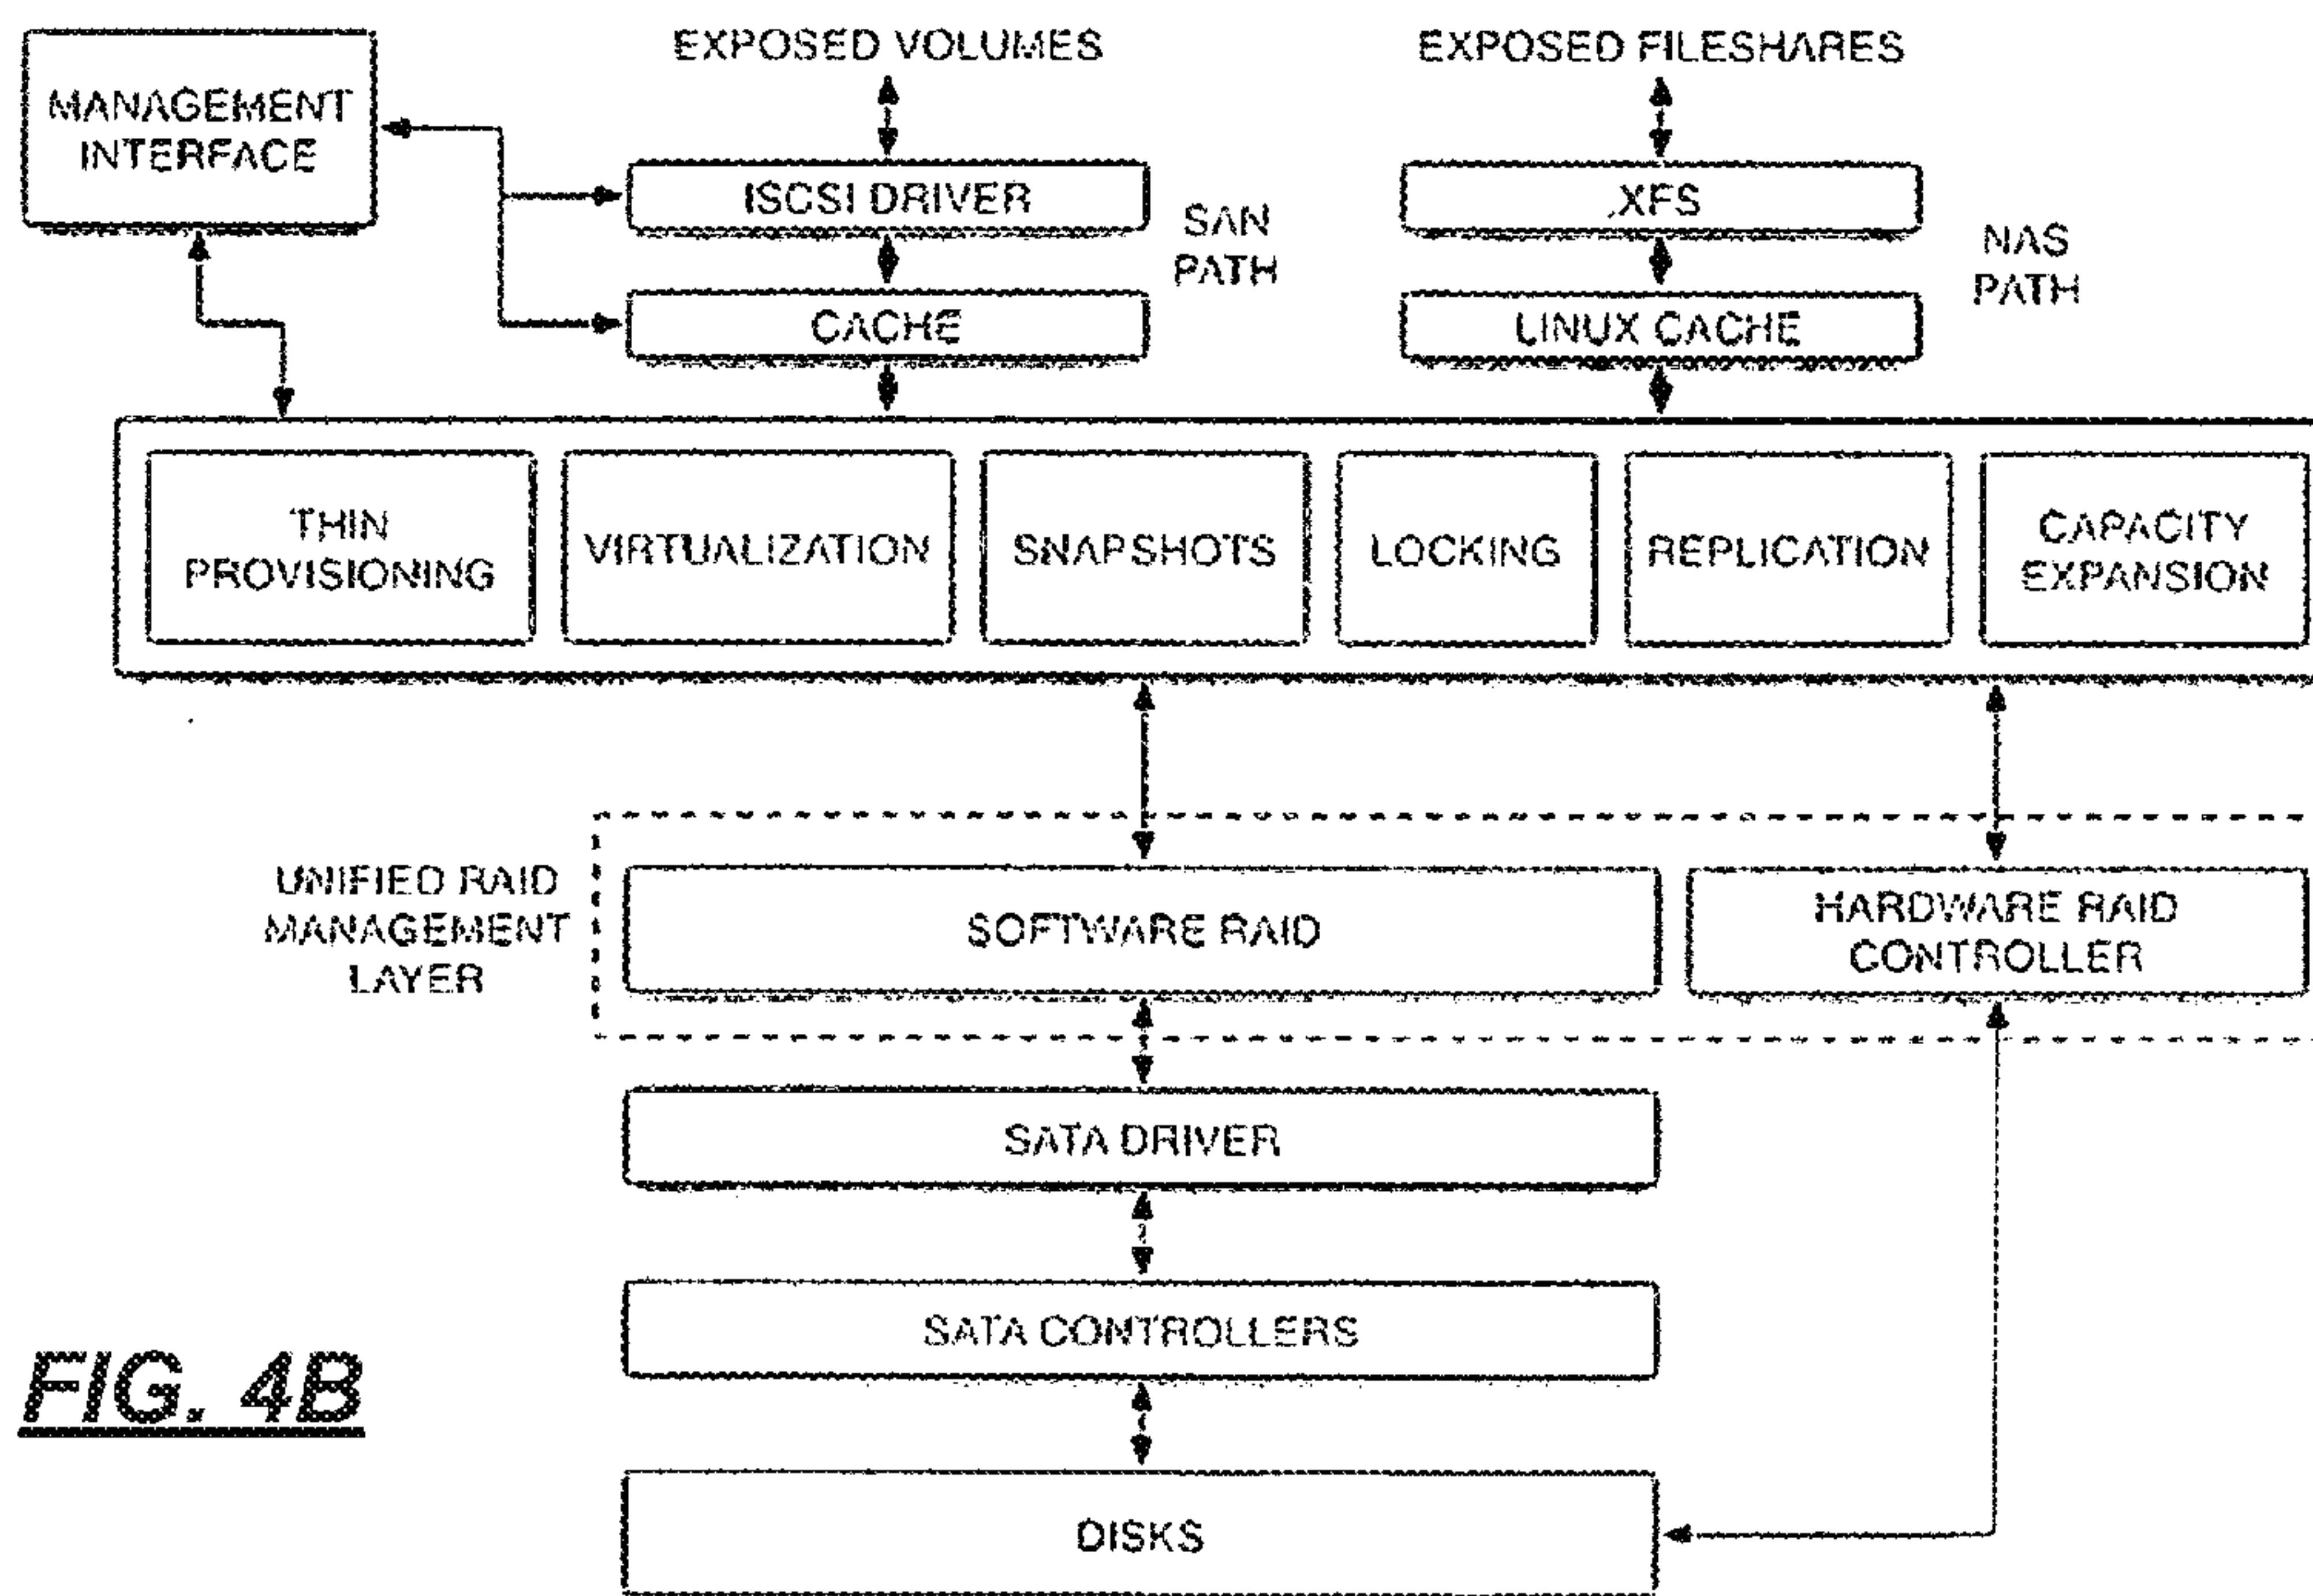 MANAGEMENT
INTERFACE
EXPOSED VOLUMES
EXPOSED FILESHARES
ISCSI DRIVER
.XFS
SAN
PATH
NAS
PATH
CACHE
LINUX CACHE
THIN
PROVISIONING
VIRTUALIZATION
SNAPSHOTS
LOCKING
REPLICATION
CAPACITY
EXPANSION
UNIFIED RAID
MANAGEMENT
LAYER
SOFTWARE RAID
HARDWARE RAID
CONTROLLER
SATA DRIVER
SATA CONTROLLERS
DISKS
FIG. 4B